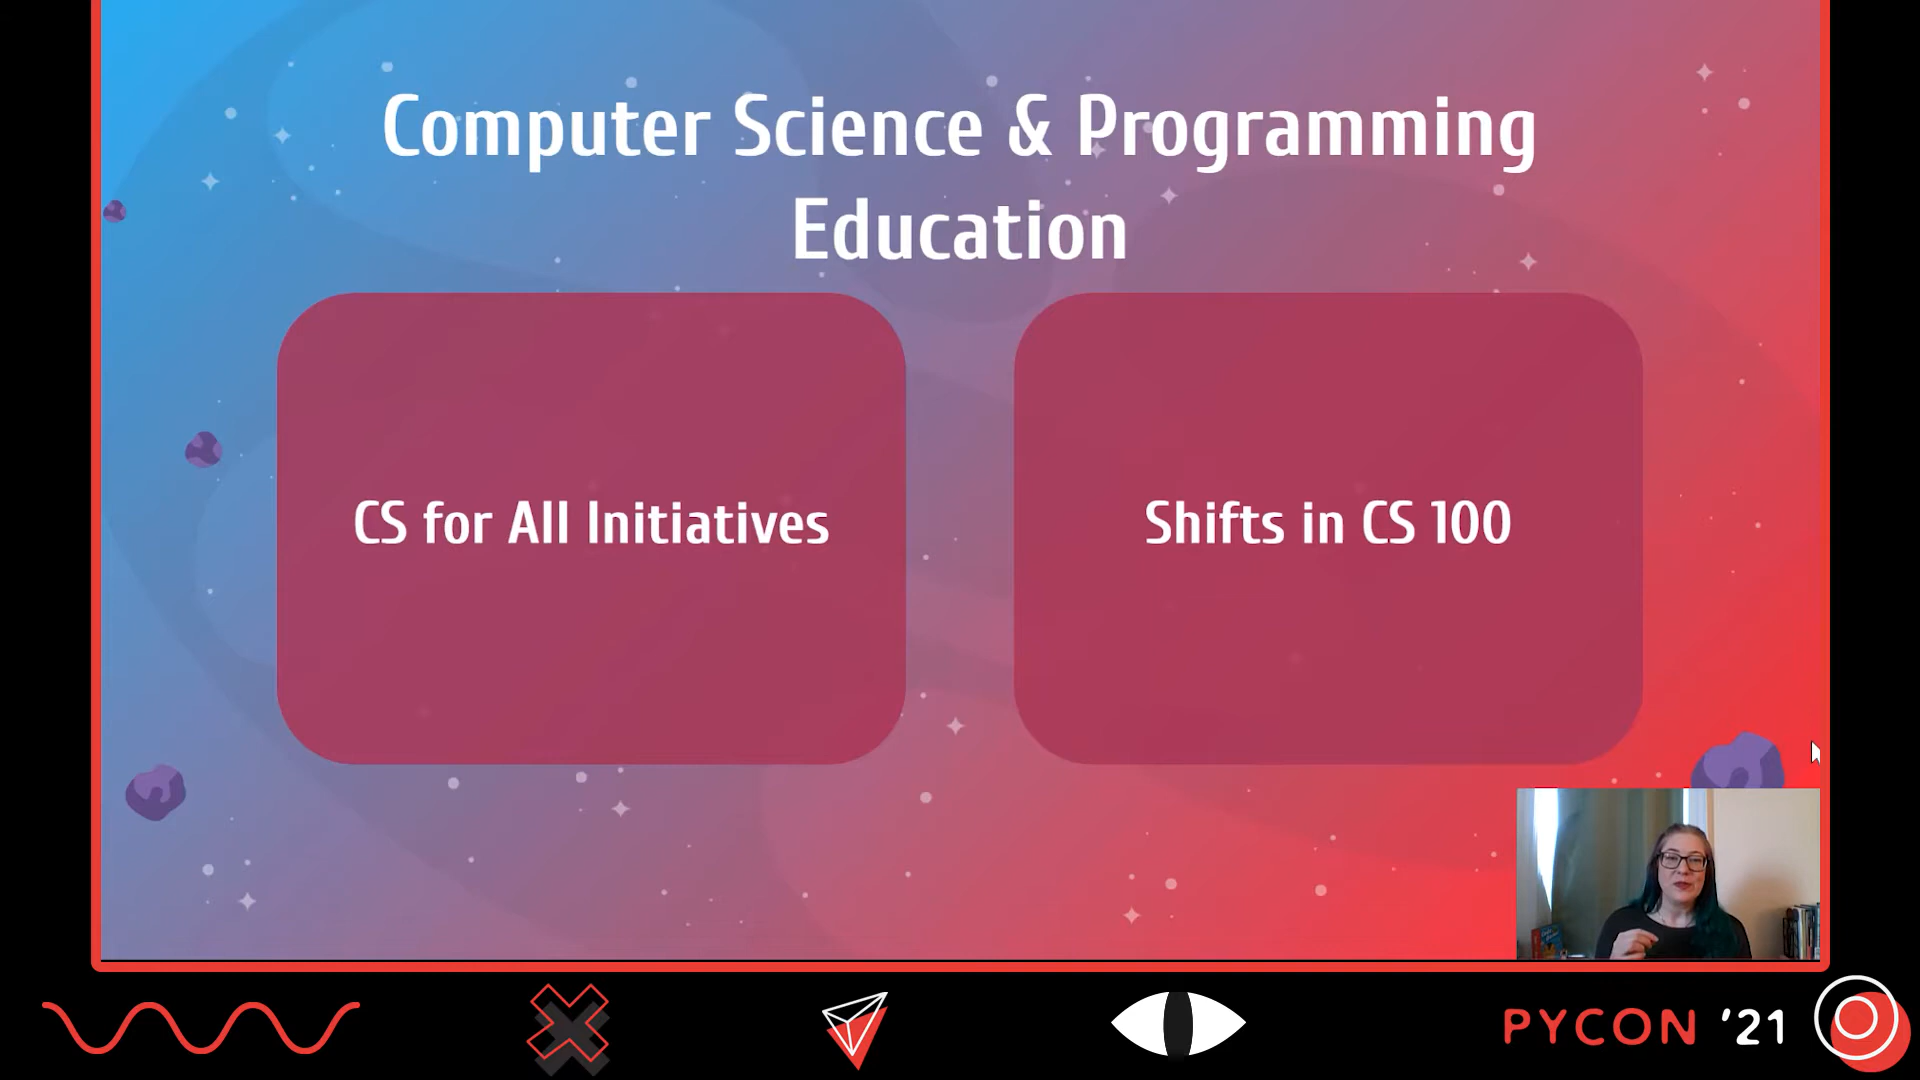 Computer Science & Programming
Education
CS for All Initiatives
Shifts in CS 100
PYCON '21